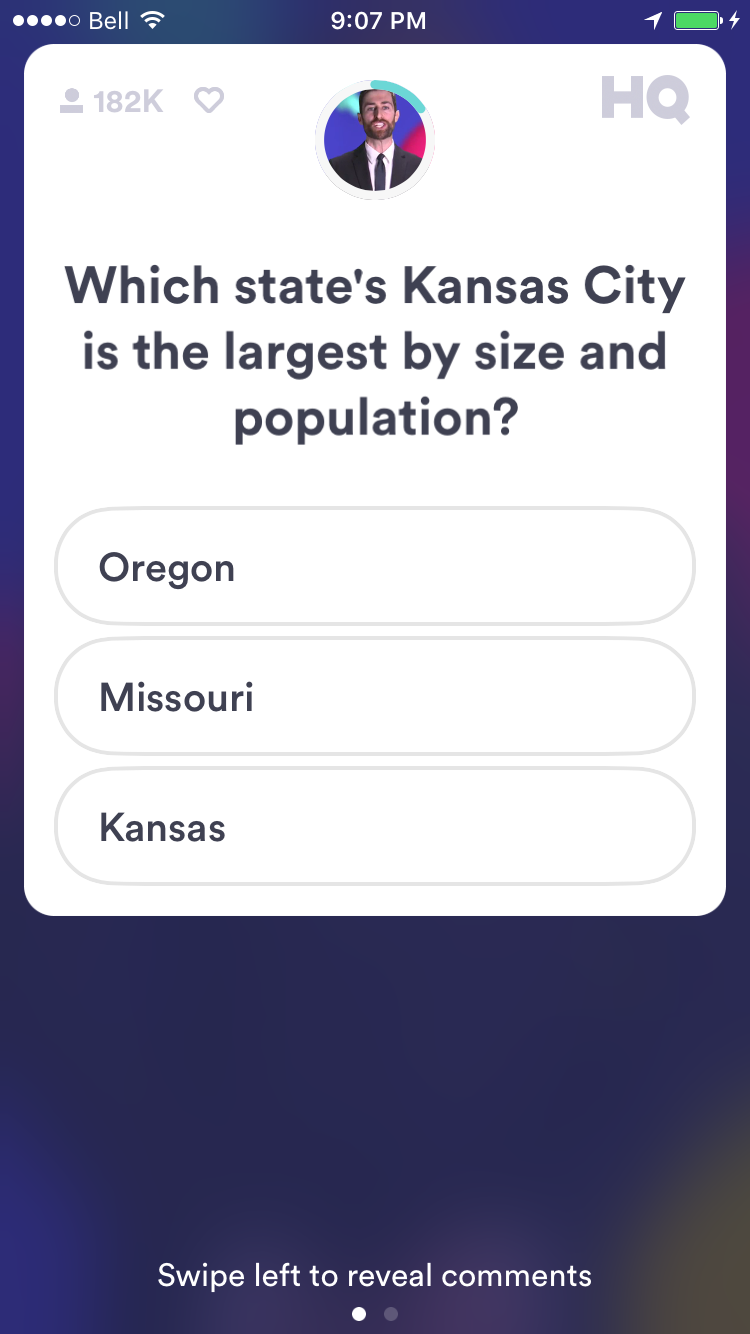 Bell 9:07 PM
182K HQ
Which state's Kansas City
is the largest by size and
population?
Oregon
Missouri
Kansas
Swipe left to reveal comments